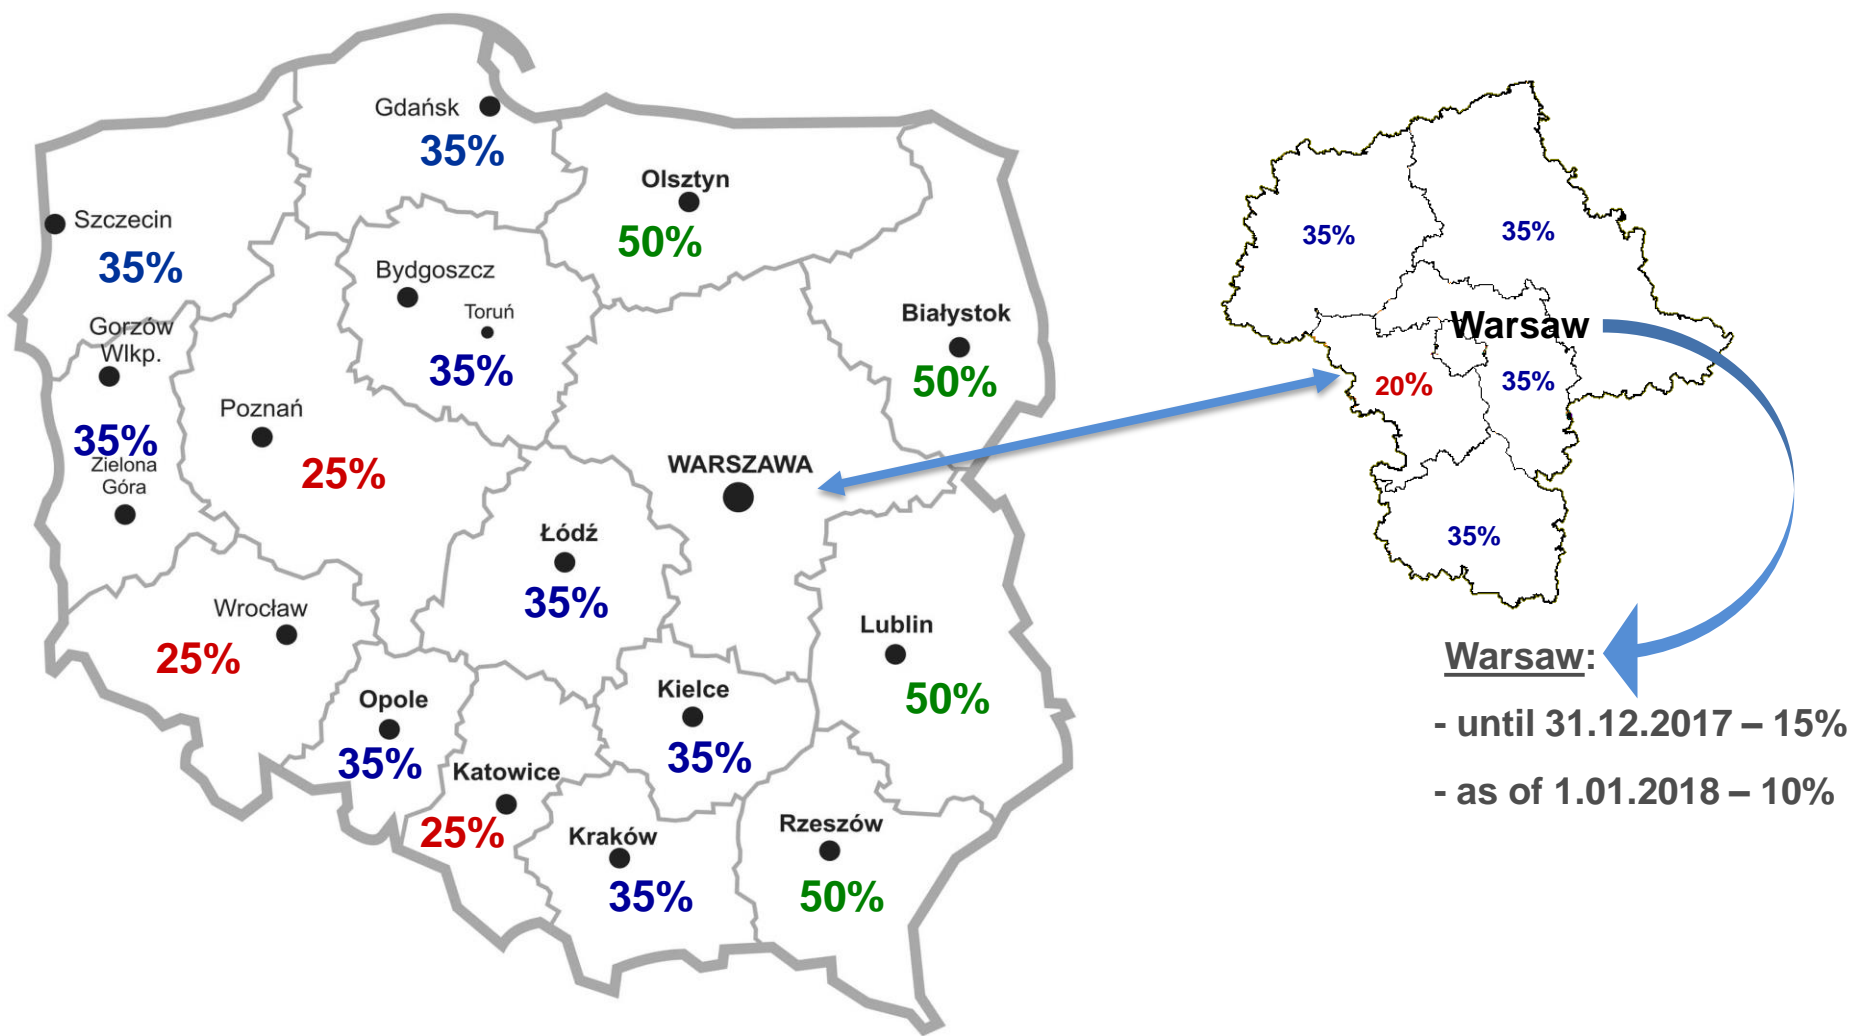 Gdańsk
35%
Olsztyn
50%
Szczecin
35%
Bydgoszcz
Toruń
35%
Białystok
50%
Gorzów
Wlkp.
35%
Zielona
Góra
Poznań
25%
WARSZAWA
Łódź
35%
Wrocław
25%
Lublin
50%
Opole
35%
Kielce
35%
Katowice
25%
Kraków
35%
Rzeszów
50%
35%
35%
Warsaw
20%
35%
35%
Warsaw:
- until 31.12.2017 – 15%
- as of 1.01.2018 – 10%